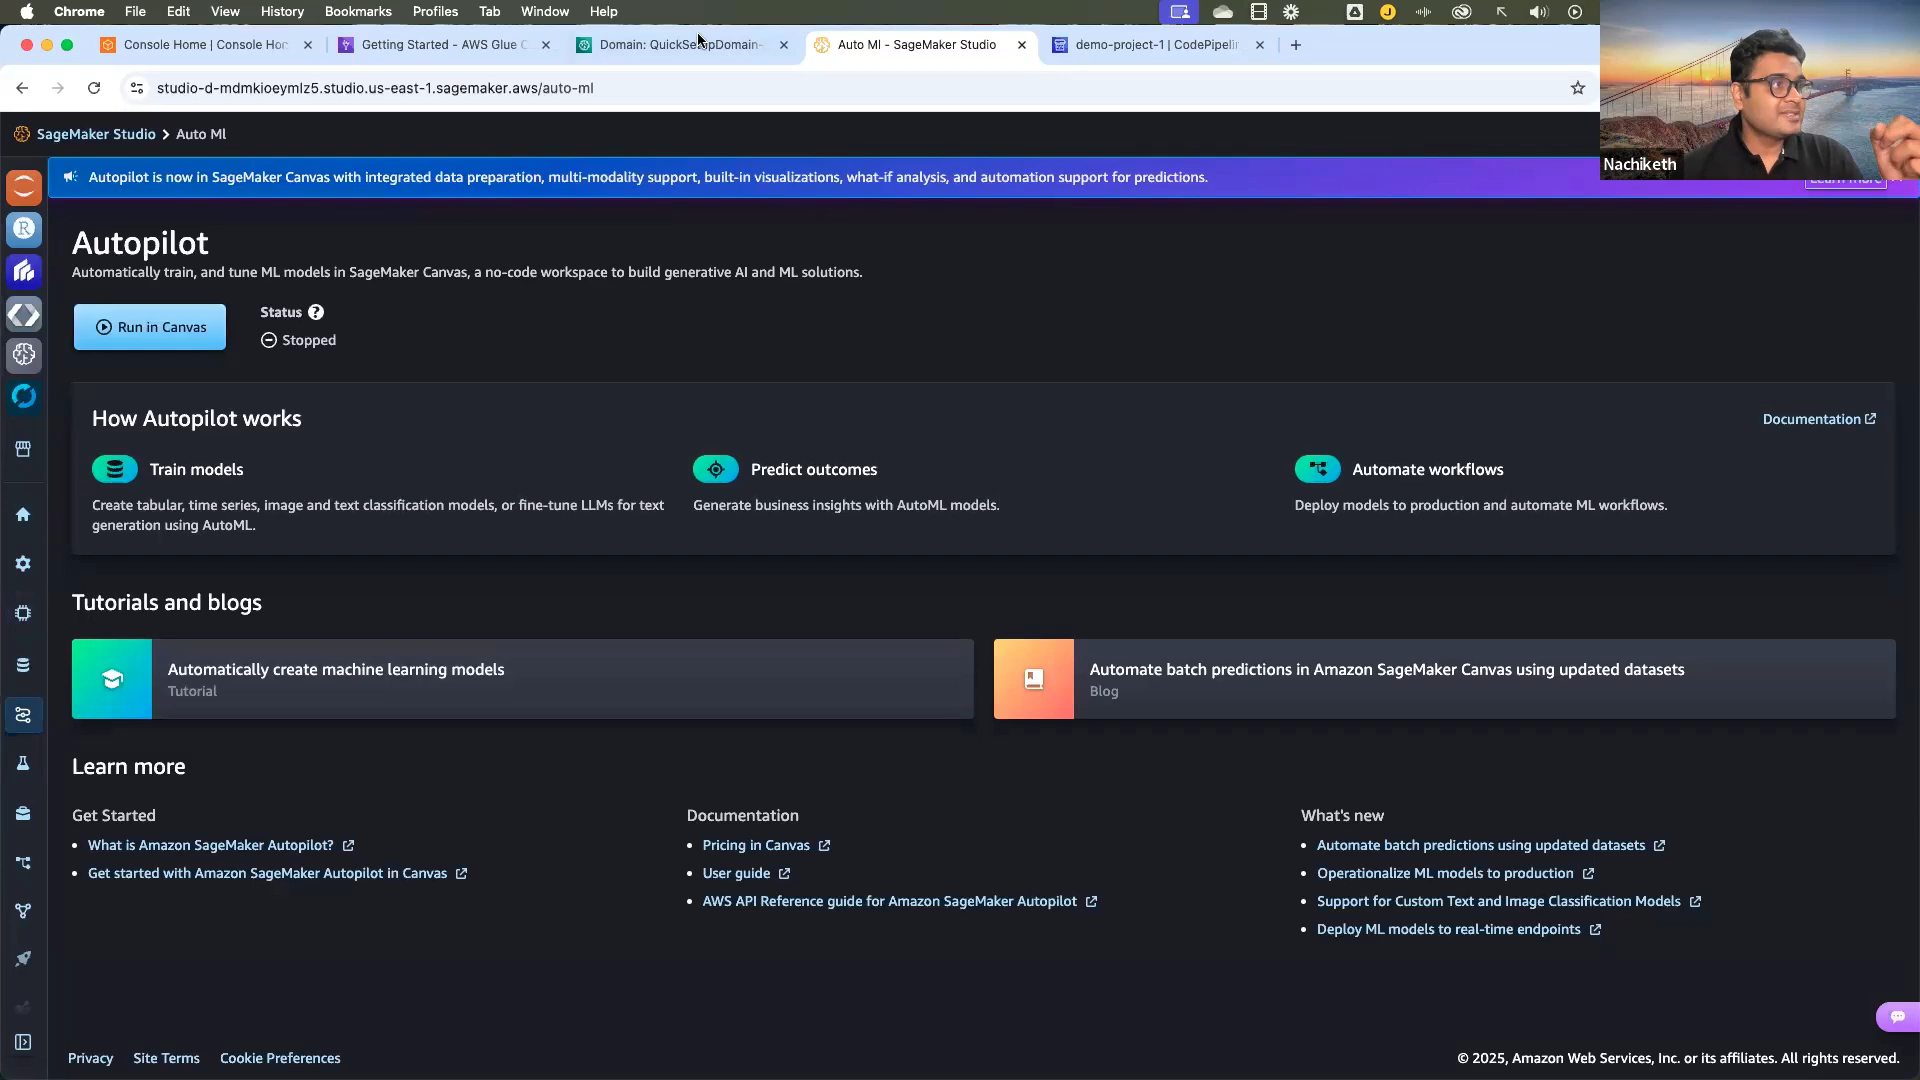 Chrome File Edit View History Bookmarks Profiles Tab Window Help
Console Home | Console Ho
Getting Started - AWS Glue C
Domain: QuickSetupDomain-
Auto Ml - SageMaker Studio
demo-project-1 | CodePipelin
studio-d-mdmkioeymlz5.studio.us-east-1.sagemaker.aws/auto-ml
SageMaker Studio > Auto Ml
Nachiketh
Autopilot is now in SageMaker Canvas with integrated data preparation, multi-modality support, built-in visualizations, what-if analysis, and automation support for predictions.
Learn more
Autopilot
Automatically train, and tune ML models in SageMaker Canvas, a no-code workspace to build generative AI and ML solutions.
Run in Canvas
Status
Stopped
How Autopilot works
Documentation
Train models
Create tabular, time series, image and text classification models, or fine-tune LLMs for text
generation using AutoML.
Predict outcomes
Generate business insights with AutoML models.
Automate workflows
Deploy models to production and automate ML workflows.
Tutorials and blogs
Automatically create machine learning models
Tutorial
Automate batch predictions in Amazon SageMaker Canvas using updated datasets
Blog
Learn more
Get Started
What is Amazon SageMaker Autopilot?
Get started with Amazon SageMaker Autopilot in Canvas
Documentation
Pricing in Canvas
User guide
AWS API Reference guide for Amazon SageMaker Autopilot
What's new
Automate batch predictions using updated datasets
Operationalize ML models to production
Support for Custom Text and Image Classification Models
Deploy ML models to real-time endpoints
Privacy Site Terms Cookie Preferences
© 2025, Amazon Web Services, Inc. or its affiliates. All rights reserved.